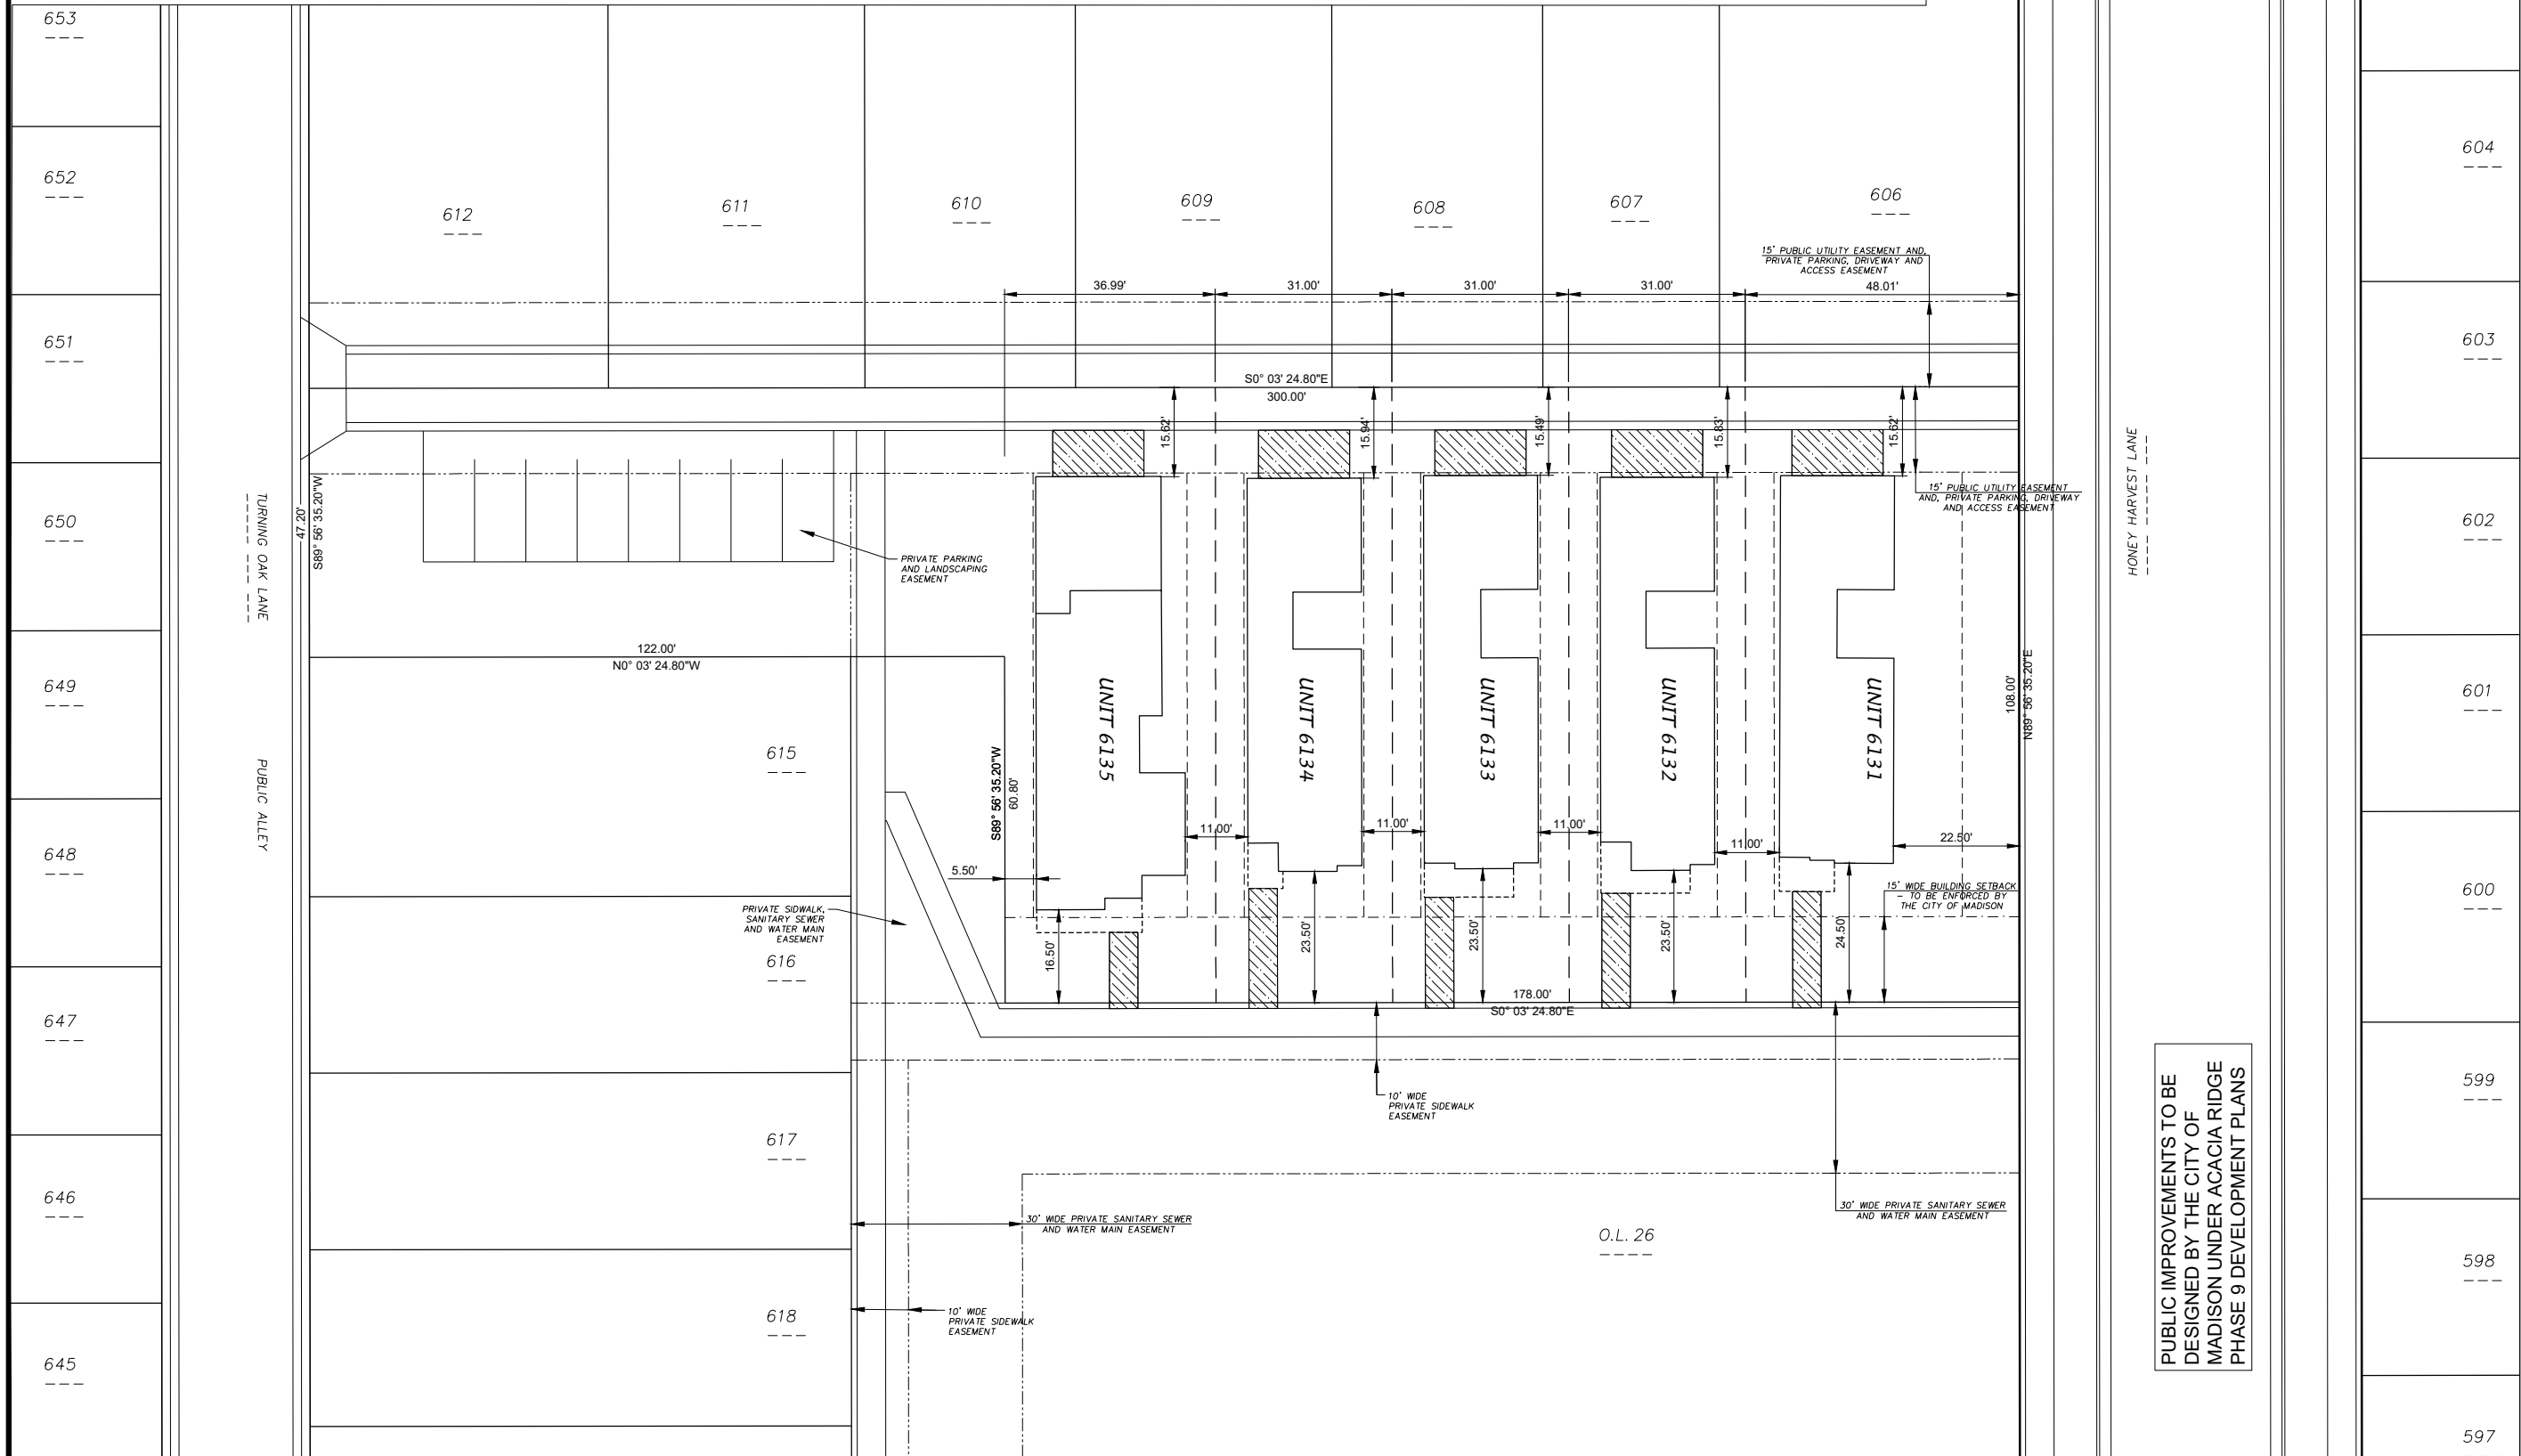 653
652
651
650
649
648
647
646
645
TURNING OAK LANE
PUBLIC ALLEY
612
611
610
609
608
607
606
15' PUBLIC UTILITY EASEMENT AND,
PRIVATE PARKING, DRIVEWAY AND
ACCESS EASEMENT
36.99'
31.00'
31.00'
31.00'
48.01'
S0° 03' 24.80"E
300.00'
15.62'
15.94'
15.49'
15.83'
15.62'
15' PUBLIC UTILITY EASEMENT
AND, PRIVATE PARKING, DRIVEWAY
AND ACCESS EASEMENT
47.20'
S89° 56' 35.20"W
PRIVATE PARKING
AND LANDSCAPING
EASEMENT
122.00'
N0° 03' 24.80"W
S89° 56' 35.20"W
60.80'
UNIT 6135
UNIT 6134
UNIT 6133
UNIT 6132
UNIT 6131
108.00'
N89° 56' 35.20"E
11.00'
11.00'
11.00'
11.00'
22.50'
5.50'
15' WIDE BUILDING SETBACK
- TO BE ENFORCED BY
THE CITY OF MADISON
615
PRIVATE SIDWALK,
SANITARY SEWER
AND WATER MAIN
EASEMENT
616
16.50'
23.50'
23.50'
23.50'
24.50'
178.00'
S0° 03' 24.80"E
10' WIDE
PRIVATE SIDEWALK
EASEMENT
617
30' WIDE PRIVATE SANITARY SEWER
AND WATER MAIN EASEMENT
30' WIDE PRIVATE SANITARY SEWER
AND WATER MAIN EASEMENT
O.L. 26
618
10' WIDE
PRIVATE SIDEWALK
EASEMENT
HONEY HARVEST LANE
PUBLIC IMPROVEMENTS TO BE
DESIGNED BY THE CITY OF
MADISON UNDER ACACIA RIDGE
PHASE 9 DEVELOPMENT PLANS
604
603
602
601
600
599
598
597